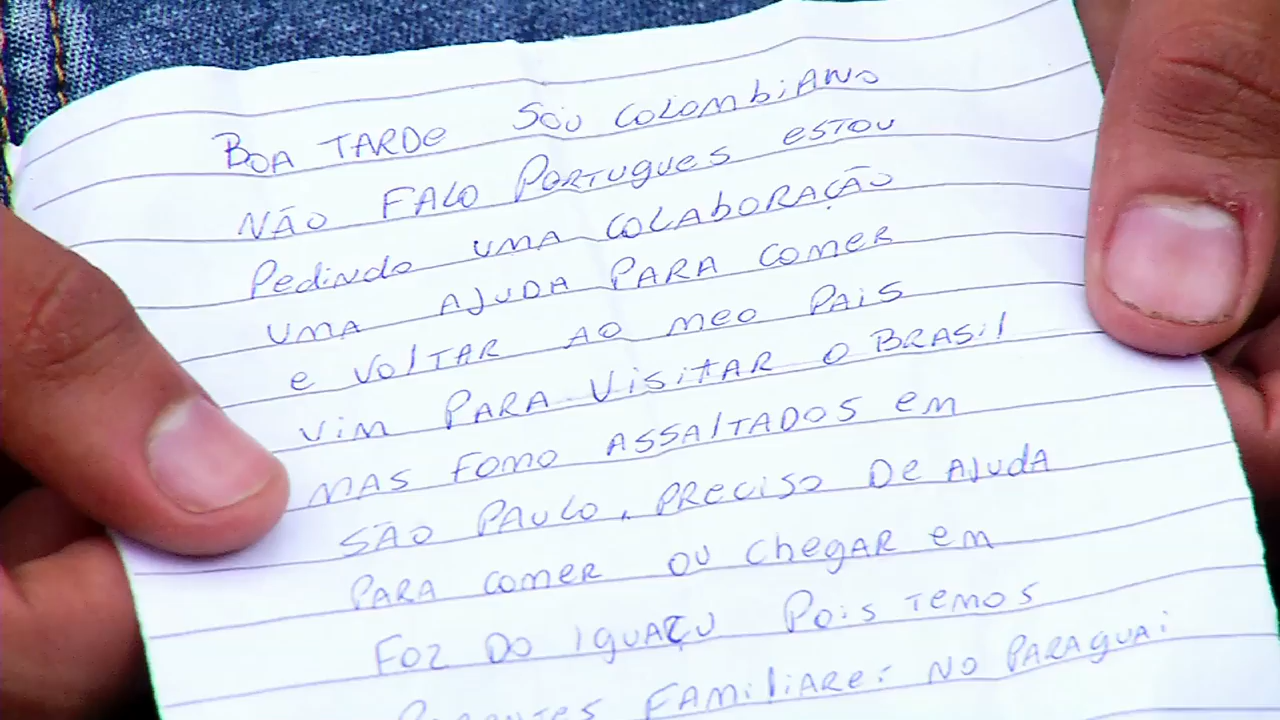 BOA TARDe SOU COLOMbiANO
NÃO FALO PORTUGUeS eSTOU
PedINdo UMA COLAbORAÇÃO
UMA AJUDA PARA COMeR
e VOlTAR AO MeO PAiS
ViM PARA ViSiTAR O BRASil
MAS FOMO ASSAlTADOS em
SÃO PAULO. PReCiSO De AJUdA
PARA COMeR OU ChegAR em
FOZ DO IguAÇU POiS TeMOS
FAMiliARes NO PARAguAi